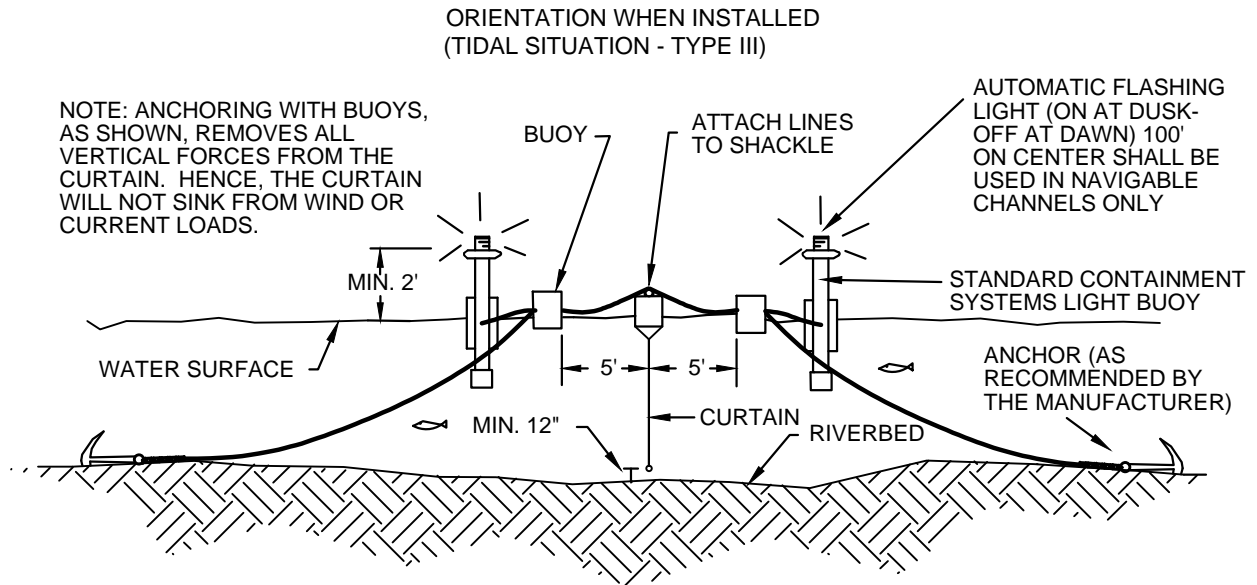 ORIENTATION WHEN INSTALLED
(TIDAL SITUATION - TYPE III)
NOTE: ANCHORING WITH BUOYS,
AS SHOWN, REMOVES ALL
VERTICAL FORCES FROM THE
CURTAIN. HENCE, THE CURTAIN
WILL NOT SINK FROM WIND OR
CURRENT LOADS.
BUOY
ATTACH LINES
TO SHACKLE
AUTOMATIC FLASHING
LIGHT (ON AT DUSK-
OFF AT DAWN) 100'
ON CENTER SHALL BE
USED IN NAVIGABLE
CHANNELS ONLY
MIN. 2'
STANDARD CONTAINMENT
SYSTEMS LIGHT BUOY
WATER SURFACE
5'
5'
ANCHOR (AS
RECOMMENDED BY
THE MANUFACTURER)
MIN. 12"
CURTAIN
RIVERBED